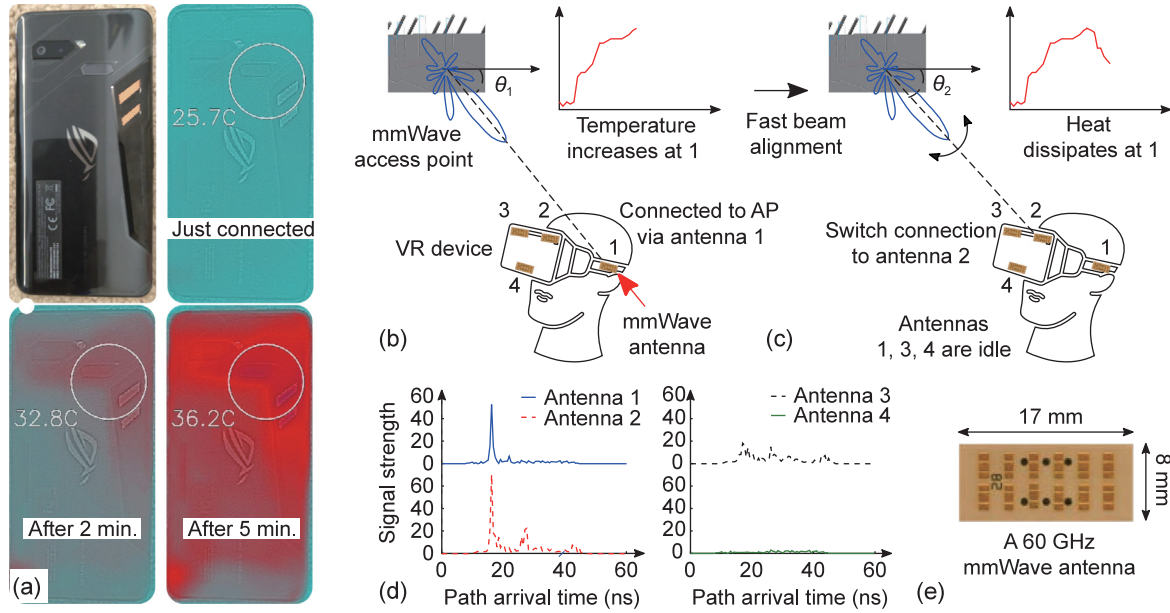 25.7C
Just connected
32.8C
After 2 min.
36.2C
After 5 min.
(a)
θ1
mmWave
access point
Temperature
increases at 1
3
2
1
4
VR device
Connected to AP
via antenna 1
mmWave
antenna
(b)
Fast beam
alignment
θ2
Heat
dissipates at 1
3
2
1
4
Switch connection
to antenna 2
Antennas
1, 3, 4 are idle
(c)
Signal strength
60
40
20
0
60
40
20
0
Antenna 1
Antenna 2
0
20
40
60
Path arrival time (ns)
60
40
20
0
60
40
20
0
Antenna 3
Antenna 4
0
20
40
60
Path arrival time (ns)
(d)
17 mm
8 mm
28
A 60 GHz
mmWave antenna
(e)